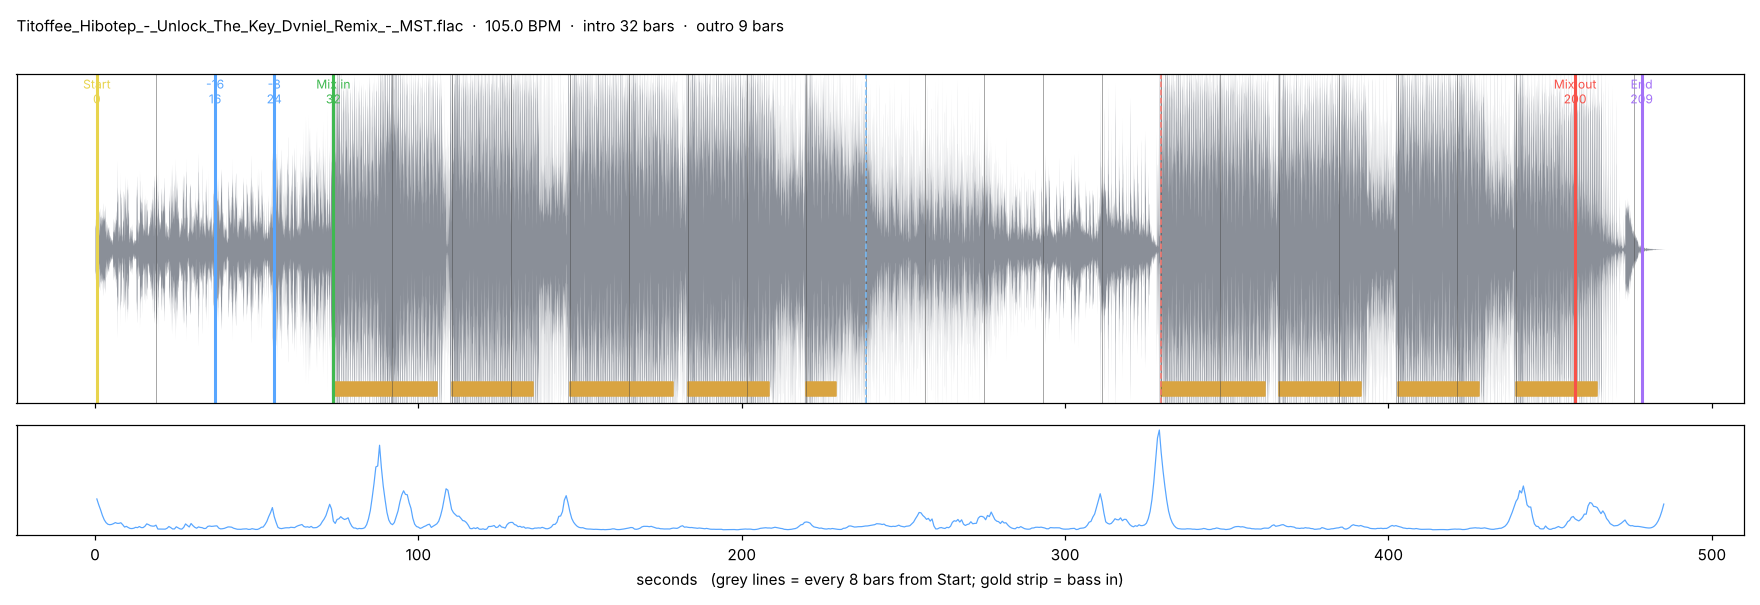 Titoffee_Hibotep_-_Unlock_The_Key_Dvniel_Remix_-_MST.flac · 105.0 BPM · intro 32 bars · outro 9 bars
Start -16 -8 Mix in Mix out End
0 16 24 32 200 209
0 100 200 300 400 500
seconds (grey lines = every 8 bars from Start; gold strip = bass in)